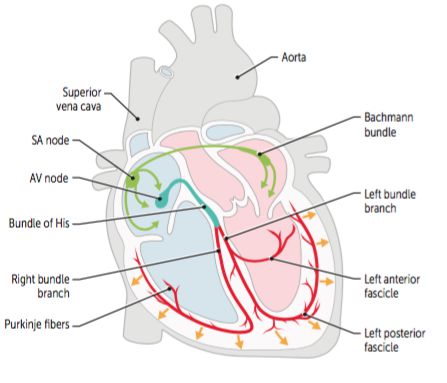 Aorta
Superior
vena cava
Bachmann
bundle
SA node
AV node
Left bundle
branch
Bundle of His
Right bundle
branch
Left anterior
fascicle
Purkinje fibers
Left posterior
fascicle